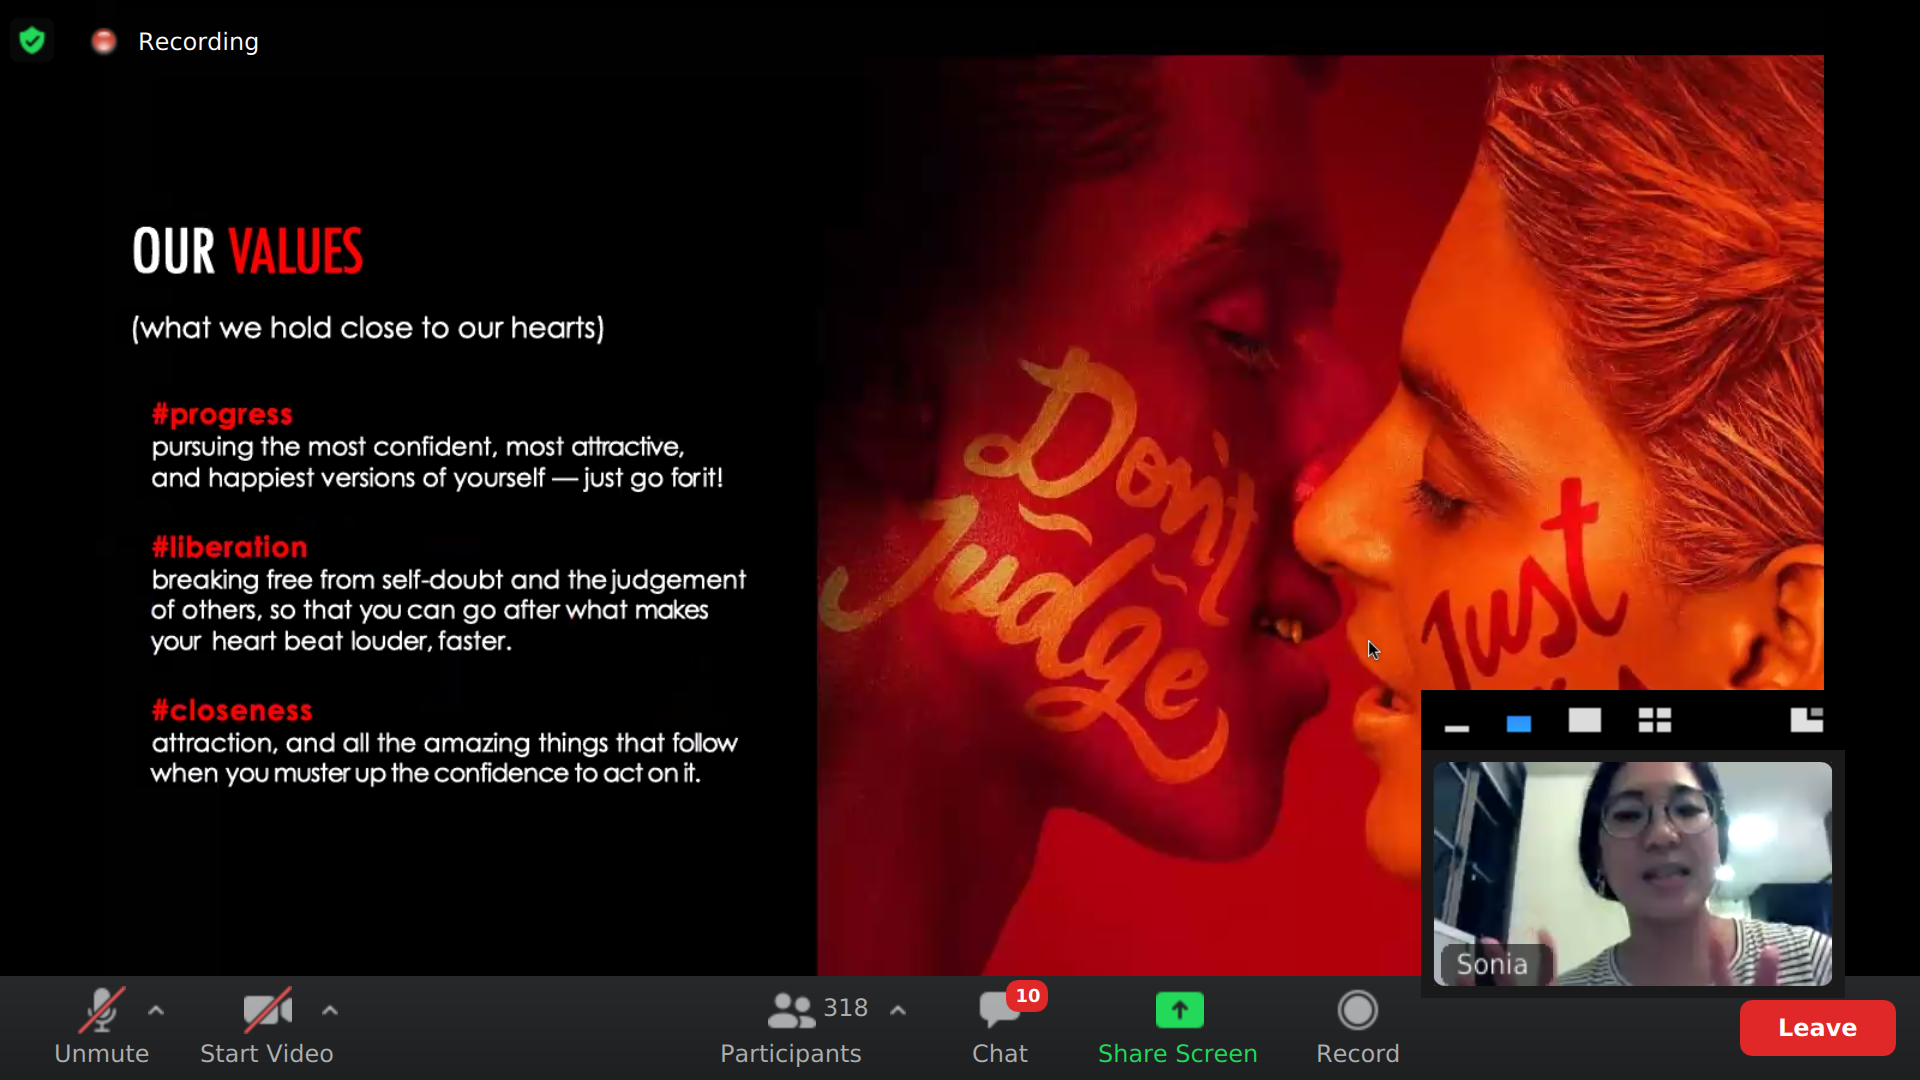 Recording
OUR VALUES
(what we hold close to our hearts)
#progress
pursuing the most confident, most attractive,
and happiest versions of yourself — just go for it!
#liberation
breaking free from self-doubt and the judgement
of others, so that you can go after what makes
your heart beat louder, faster.
#closeness
attraction, and all the amazing things that follow
when you muster up the confidence to act on it.
Don't
Judge
Just
Sonia
318
10
Unmute
Start Video
Participants
Chat
Share Screen
Record
Leave